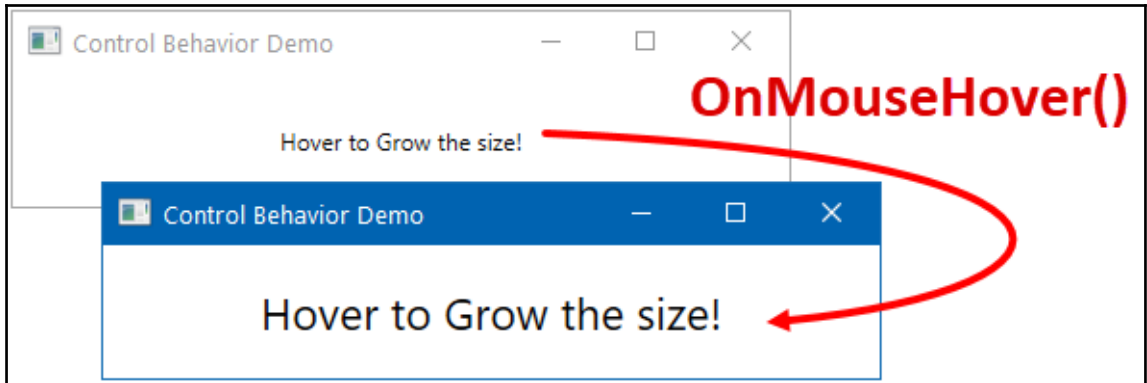 Control Behavior Demo
OnMouseHover()
Hover to Grow the size!
Control Behavior Demo
Hover to Grow the size!